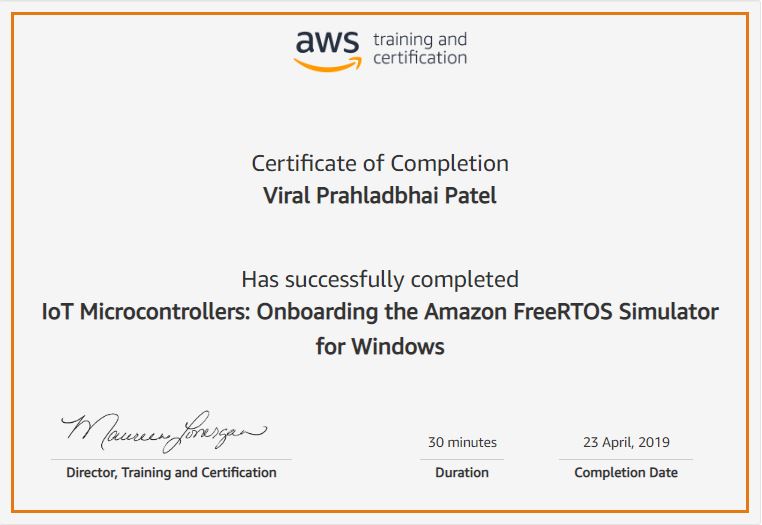 aws training and
certification
Certificate of Completion
Viral Prahladbhai Patel
Has successfully completed
IoT Microcontrollers: Onboarding the Amazon FreeRTOS Simulator
for Windows
Maureen Lonergan
30 minutes
23 April, 2019
Director, Training and Certification
Duration
Completion Date